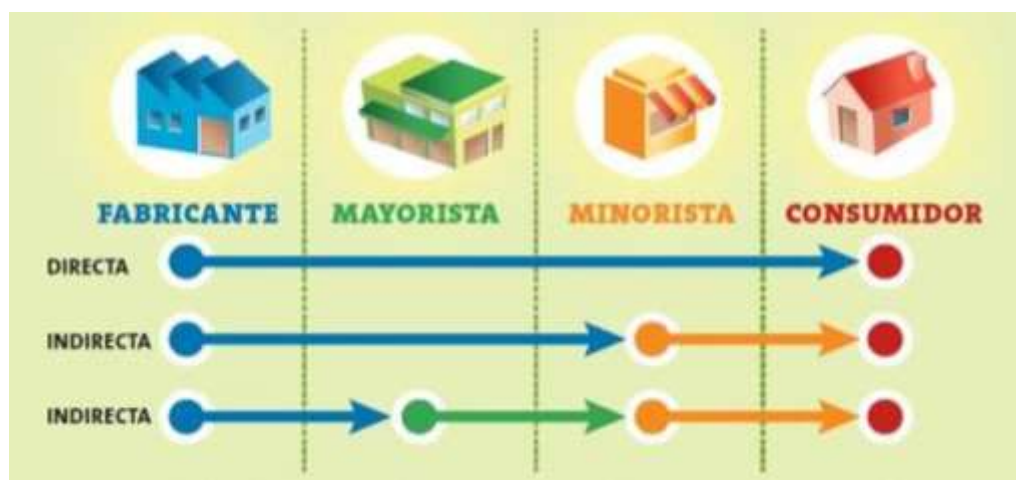 FABRICANTE MAYORISTA MINORISTA CONSUMIDOR
DIRECTA
INDIRECTA
INDIRECTA